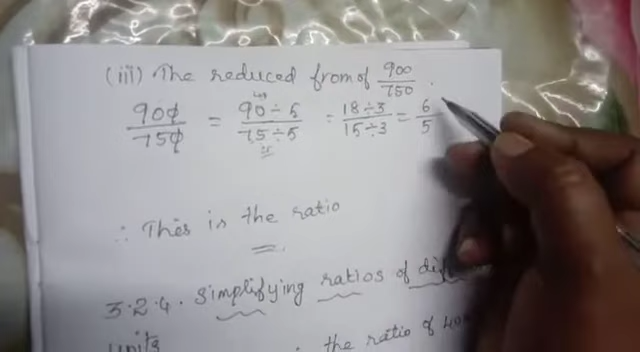 (iii) The reduced from of 900/750.
900/750 = 90÷5/75÷5 = 18÷3/15÷3 = 6/5
∴ This is the ratio
3.2.4. Simplifying ratios of
units the ratio of